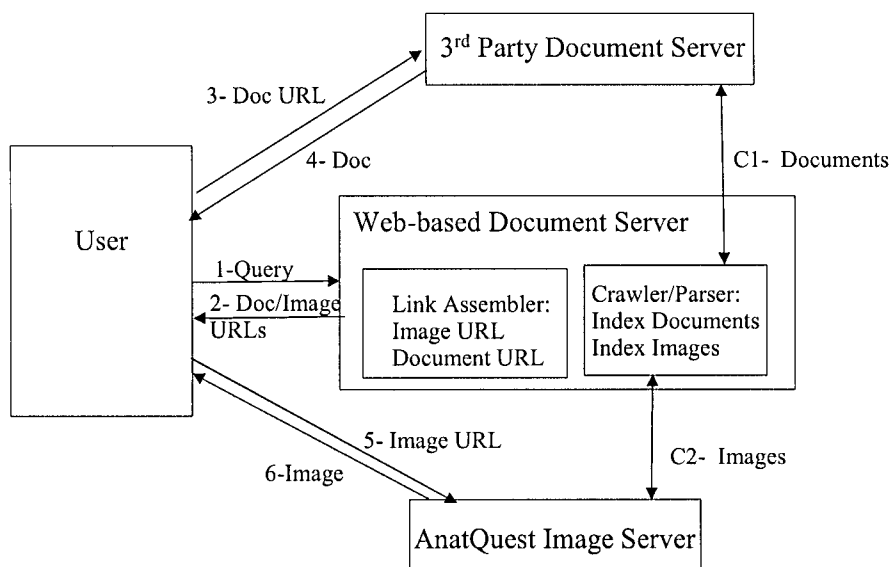 3rd Party Document Server
3- Doc URL
4- Doc
C1- Documents
User
Web-based Document Server
1-Query
2- Doc/Image
URLs
Link Assembler:
Image URL
Document URL
Crawler/Parser:
Index Documents
Index Images
5- Image URL
6-Image
C2- Images
AnatQuest Image Server